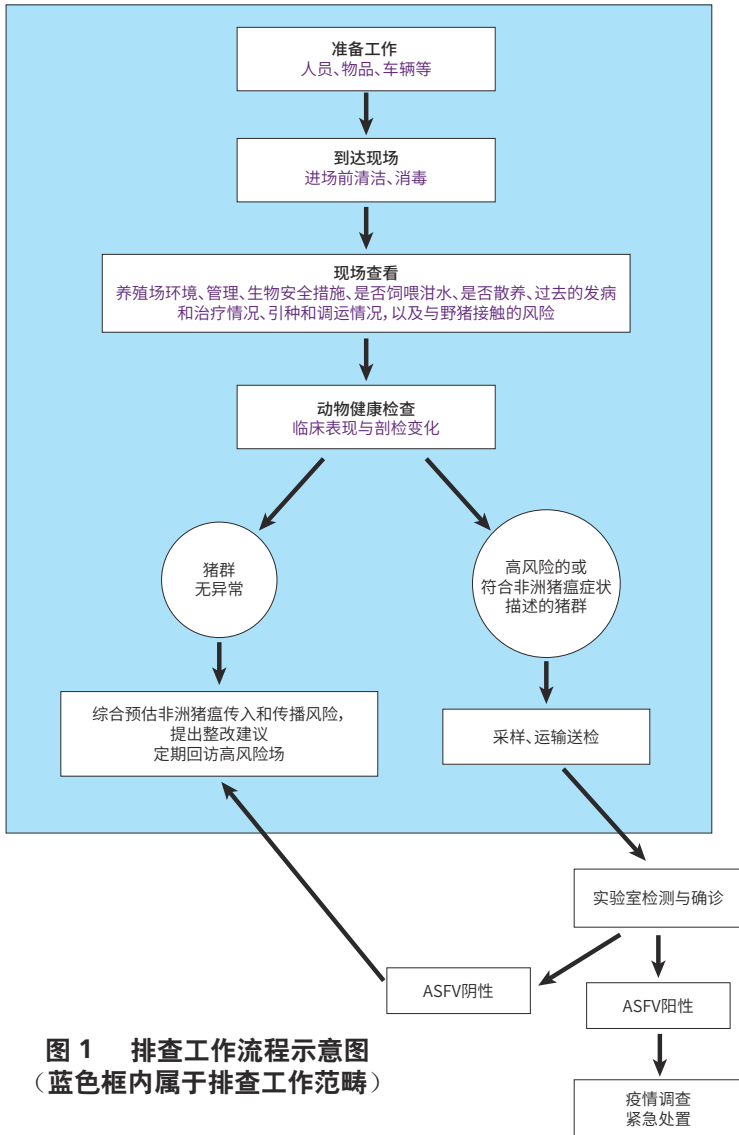 准备工作
人员、物品、车辆等
到达现场
进场前清洁、消毒
现场查看
养殖场环境、管理、生物安全措施、是否饲喂泔水、是否散养、过去的发病
和治疗情况、引种和调运情况,以及与野猪接触的风险
动物健康检查
临床表现与剖检变化
猪群
无异常
高风险的或
符合非洲猪瘟症状
描述的猪群
综合预估非洲猪瘟传入和传播风险,
提出整改建议
定期回访高风险场
采样、运输送检
实验室检测与确诊
ASFV阴性
ASFV阳性
疫情调查
紧急处置
图 1 排查工作流程示意图
(蓝色框内属于排查工作范畴)